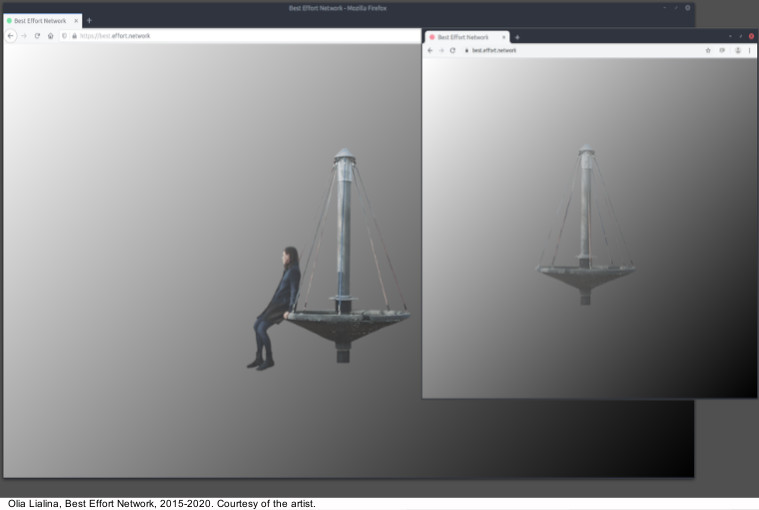 Best Effort Network - Mozilla Firefox
Best Effort Network
https://best.effort.network
Best Effort Network
best.effort.network
Olia Lialina, Best Effort Network, 2015-2020. Courtesy of the artist.